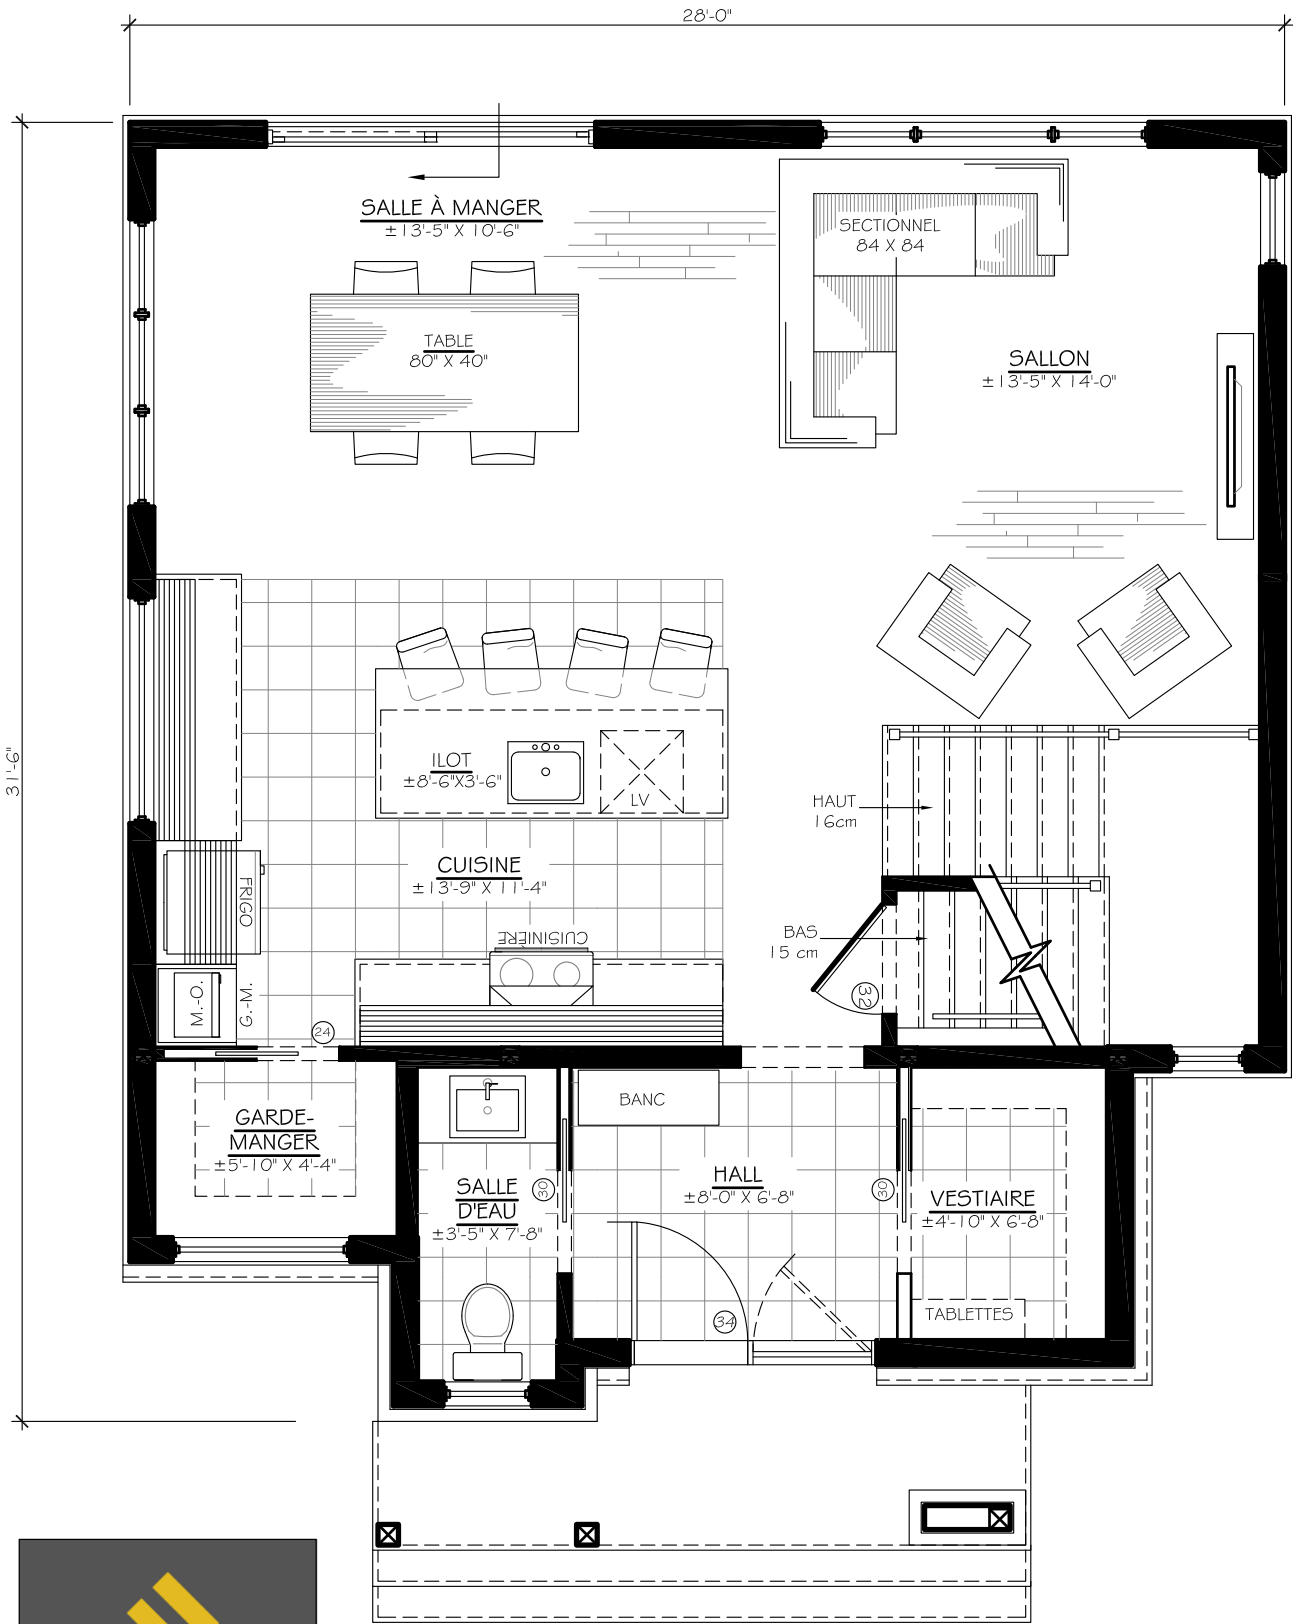 28'-0"
31'-6"
SALLE À MANGER
±13'-5" X 10'-6"
SECTIONNEL
84 X 84
TABLE
80" X 40"
SALLON
±13'-5" X 14'-0"
ILOT
±8'-6"X3'-6"
LV
HAUT
16cm
CUISINE
±13'-9" X 11'-4"
FRIGO
CUISINIÈRE
BAS
15 cm
32
M.-O.
G.-M.
24
GARDE-
MANGER
±5'-10" X 4'-4"
BANC
SALLE
D'EAU
±3'-5" X 7'-8"
30
HALL
±8'-0" X 6'-8"
30
VESTIAIRE
±4'-10" X 6'-8"
34
TABLETTES